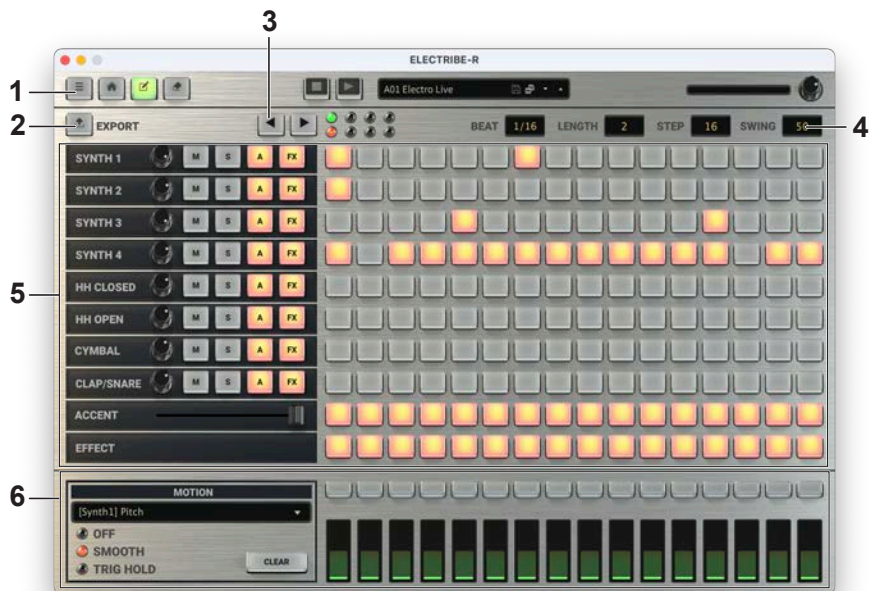 3
ELECTRIBE-R
1
A01 Electro Live
2
EXPORT
BEAT 1/16 LENGTH 2 STEP 16 SWING 50
4
SYNTH 1 M S A FX
SYNTH 2 M S A FX
SYNTH 3 M S A FX
SYNTH 4 M S A FX
5
HH CLOSED M S A FX
HH OPEN M S A FX
CYMBAL M S A FX
CLAP/SNARE M S A FX
ACCENT
EFFECT
6
MOTION
[Synth1] Pitch
OFF
SMOOTH
TRIG HOLD
CLEAR